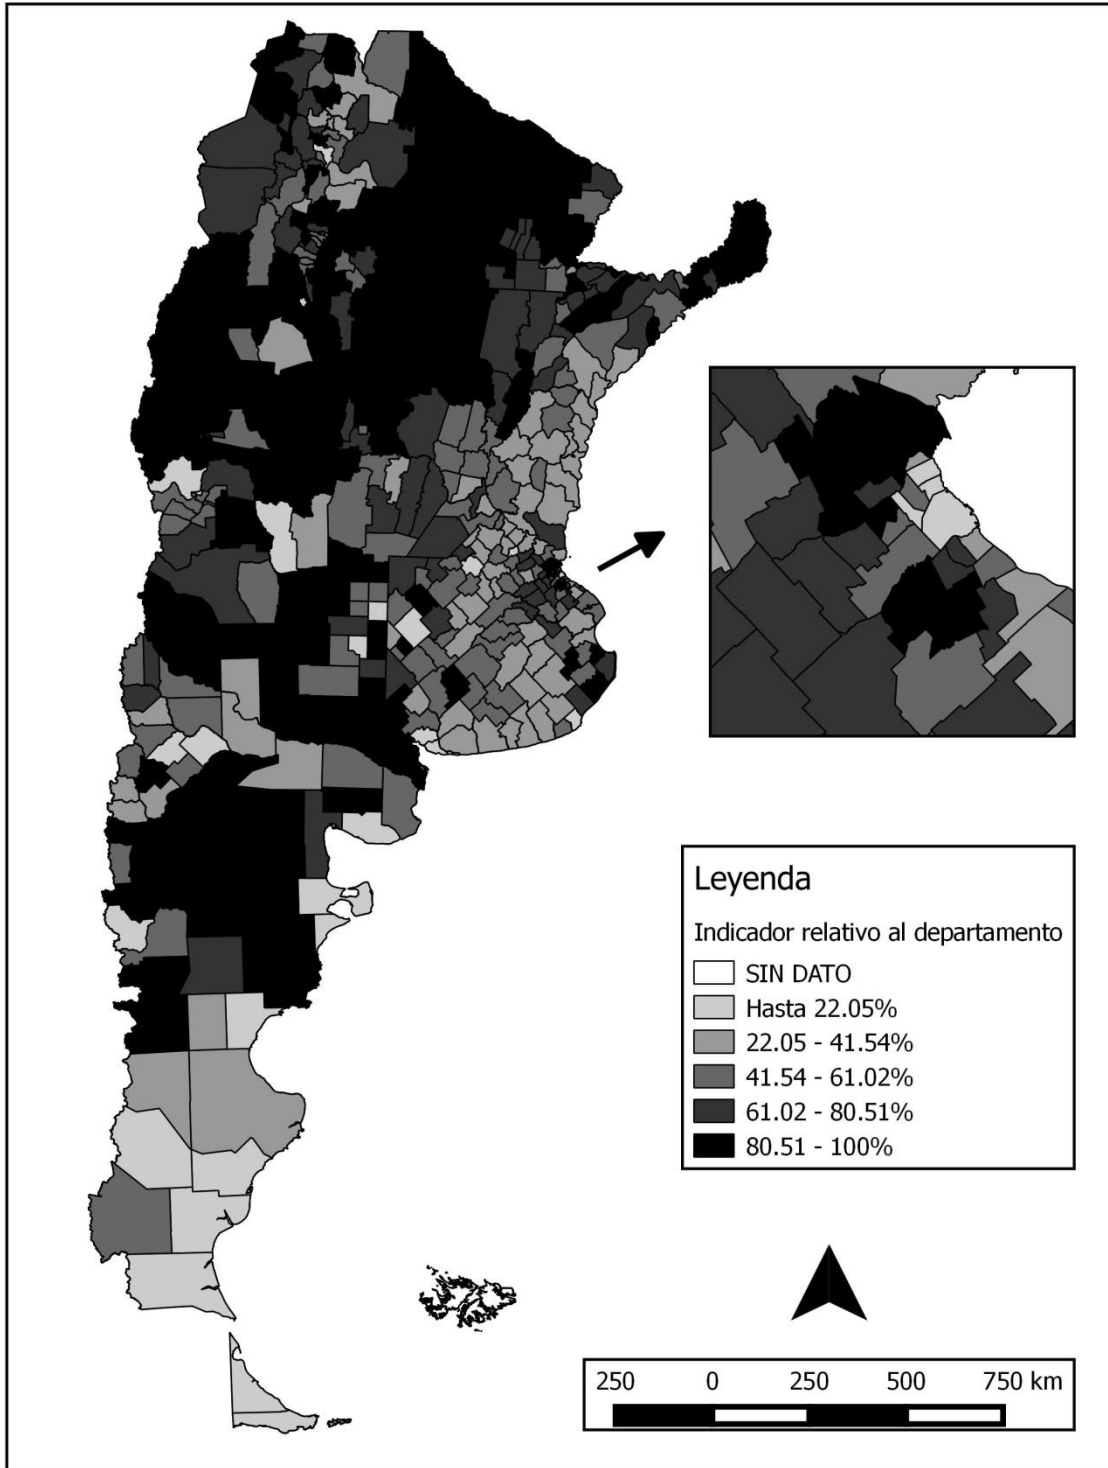 Leyenda
Indicador relativo al departamento
SIN DATO
Hasta 22.05%
22.05 - 41.54%
41.54 - 61.02%
61.02 - 80.51%
80.51 - 100%
250 0 250 500 750 km